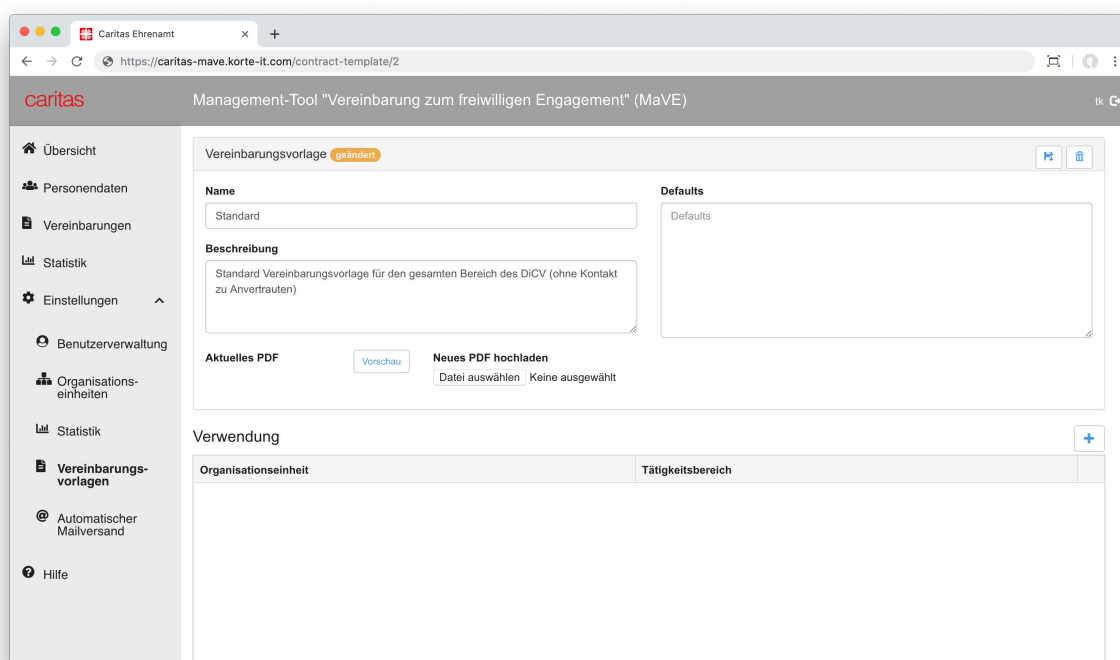 Caritas Ehrenamt
https://caritas-mave.korte-it.com/contract-template/2
caritas
Management-Tool "Vereinbarung zum freiwilligen Engagement" (MaVE)
tk
Übersicht
Personendaten
Vereinbarungen
Statistik
Einstellungen
Benutzerverwaltung
Organisations-
einheiten
Statistik
Vereinbarungs-
vorlagen
Automatischer
Mailversand
Hilfe
Vereinbarungsvorlage geändert
Name
Standard
Beschreibung
Standard Vereinbarungsvorlage für den gesamten Bereich des DiCV (ohne Kontakt
zu Anvertrauten)
Defaults
Defaults
Aktuelles PDF
Vorschau
Neues PDF hochladen
Datei auswählen Keine ausgewählt
Verwendung
Organisationseinheit
Tätigkeitsbereich